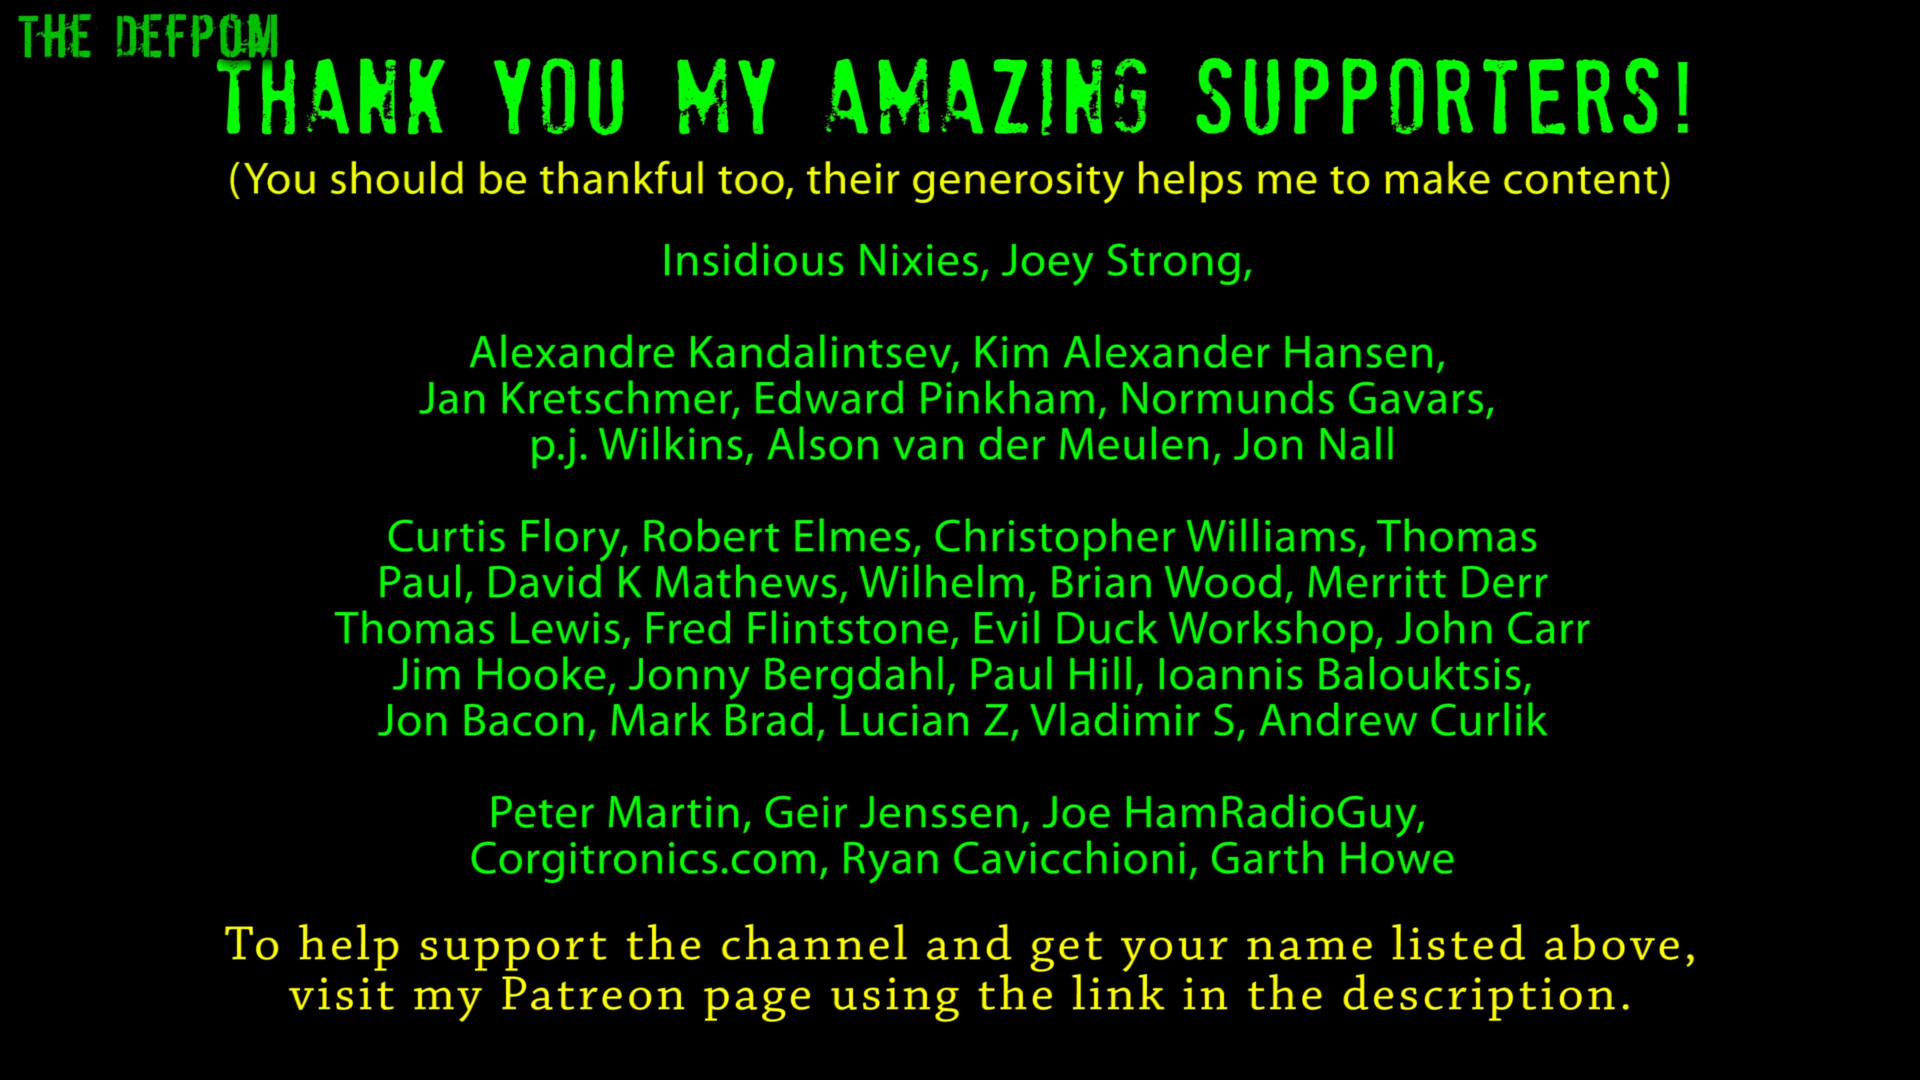 THE DEFPOM
THANK YOU MY AMAZING SUPPORTERS!
(You should be thankful too, their generosity helps me to make content)
Insidious Nixies, Joey Strong,
Alexandre Kandalintsev, Kim Alexander Hansen,
Jan Kretschmer, Edward Pinkham, Normunds Gavars,
p.j. Wilkins, Alson van der Meulen, Jon Nall
Curtis Flory, Robert Elmes, Christopher Williams, Thomas
Paul, David K Mathews, Wilhelm, Brian Wood, Merritt Derr
Thomas Lewis, Fred Flintstone, Evil Duck Workshop, John Carr
Jim Hooke, Jonny Bergdahl, Paul Hill, Ioannis Balouktsis,
Jon Bacon, Mark Brad, Lucian Z, Vladimir S, Andrew Curlik
Peter Martin, Geir Jenssen, Joe HamRadioGuy,
Corgitronics.com, Ryan Cavicchioni, Garth Howe
To help support the channel and get your name listed above,
visit my Patreon page using the link in the description.